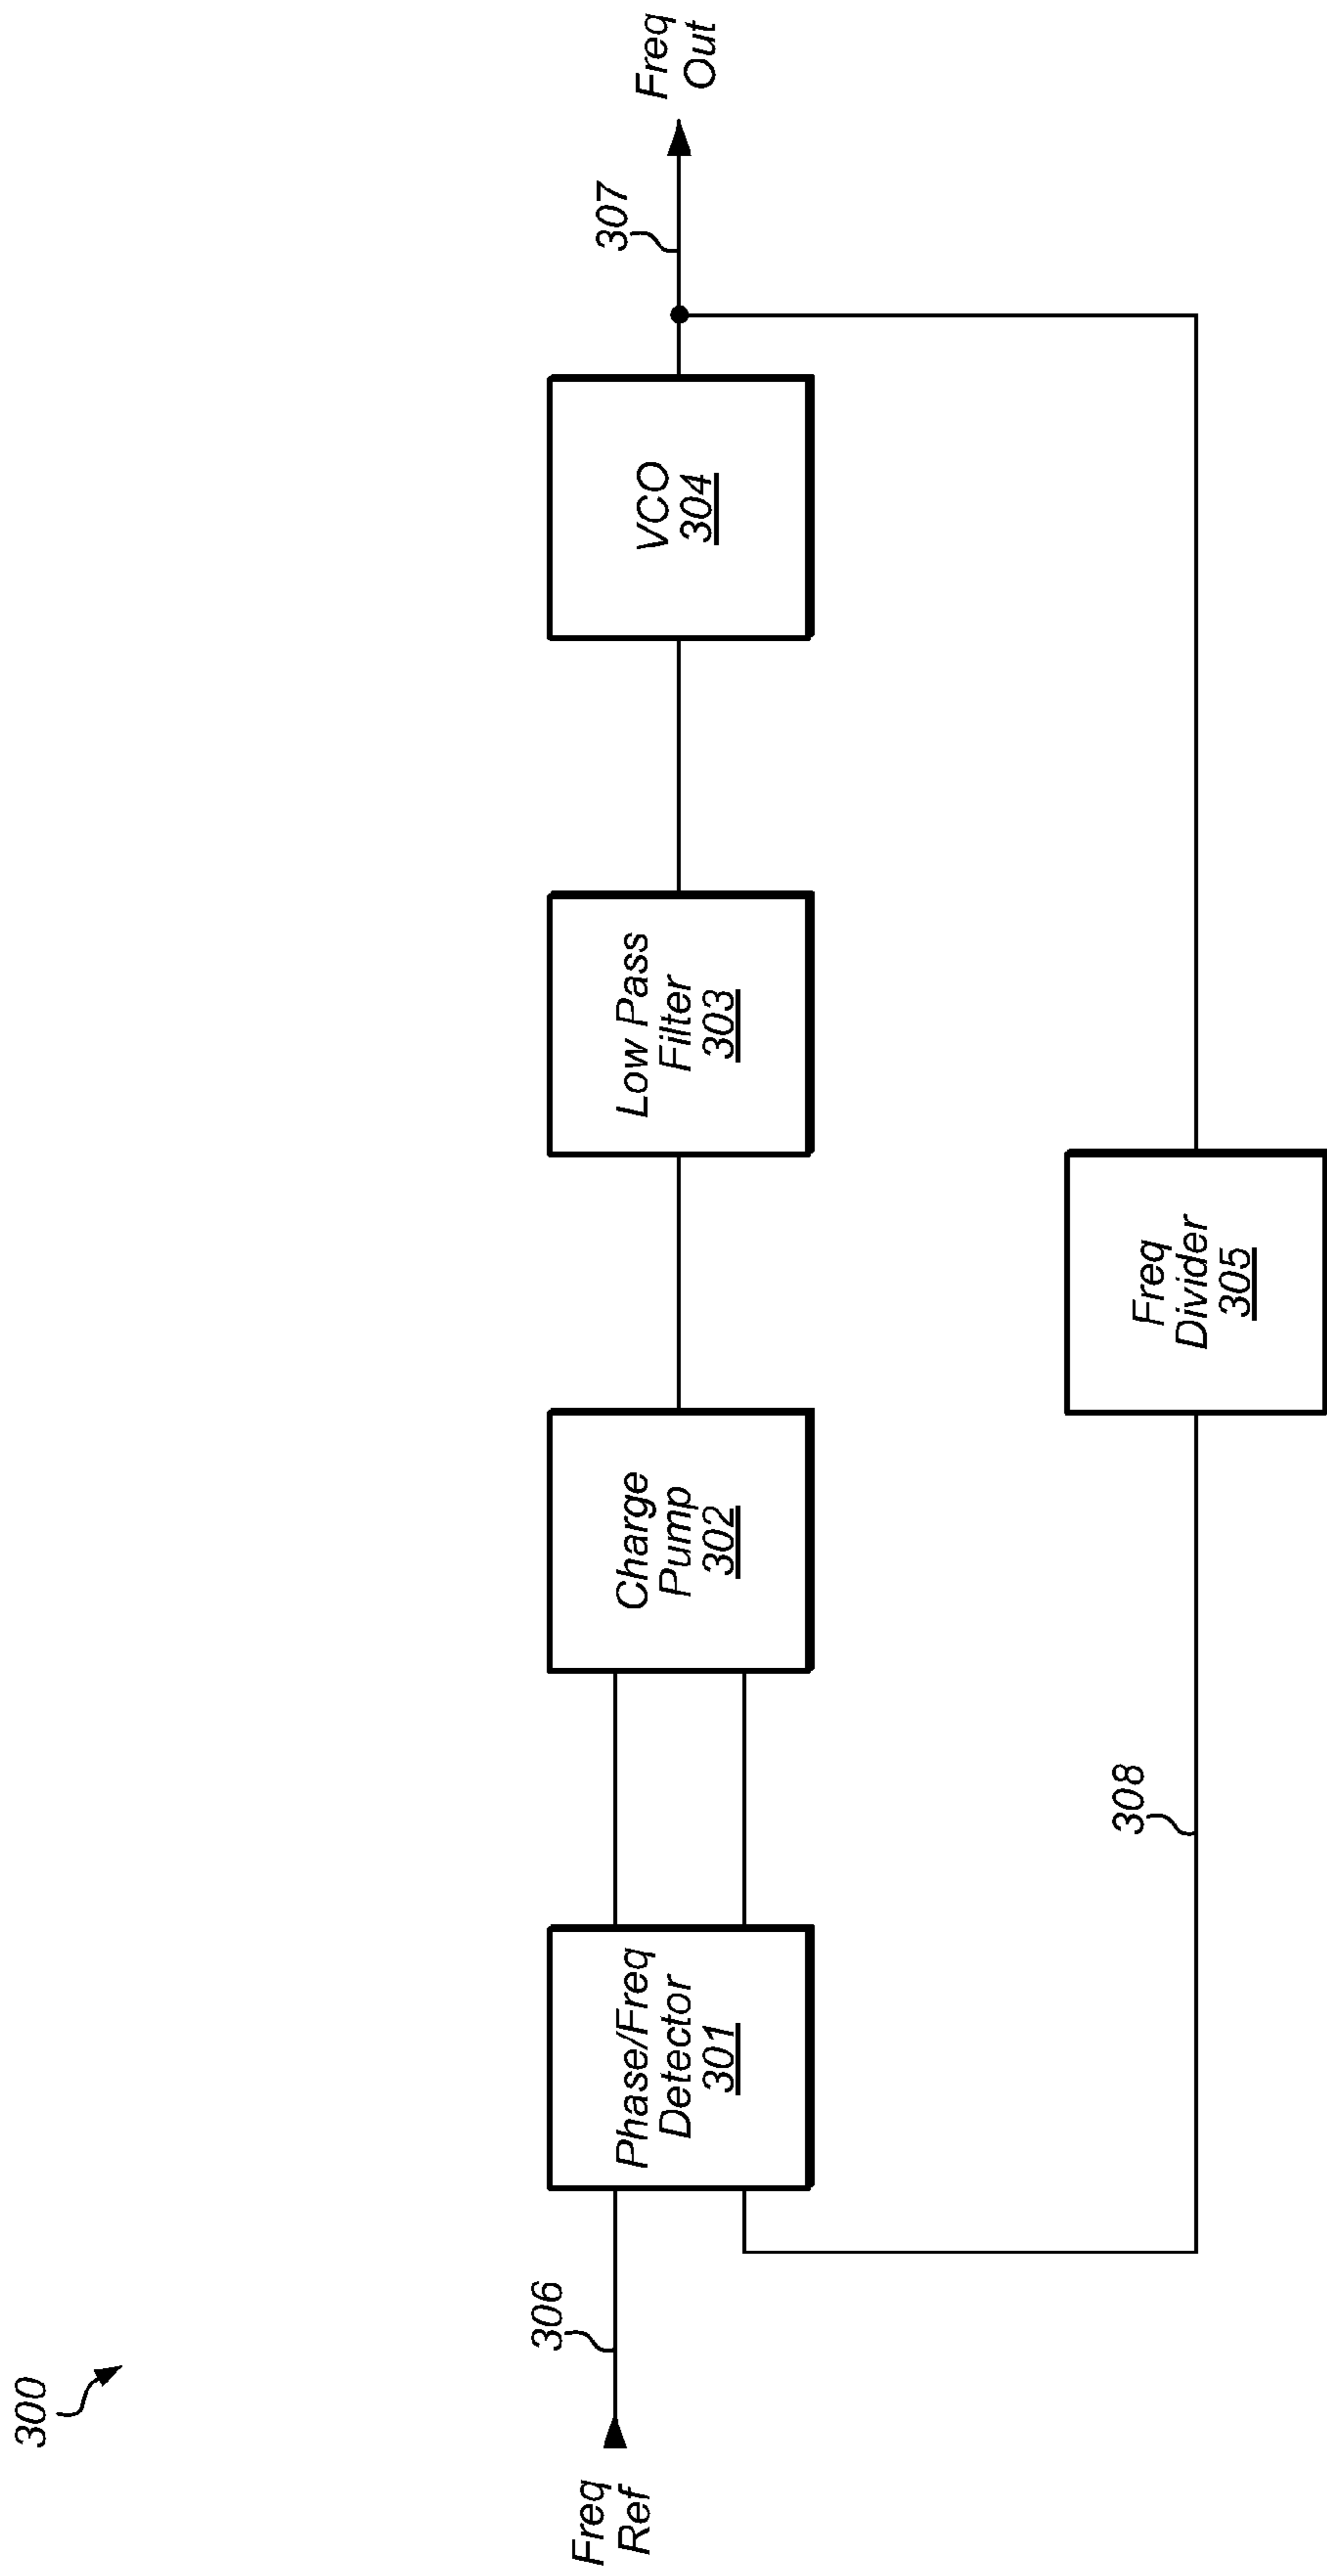 300
Freq
Ref
306
Phase/Freq
Detector
301
Charge
Pump
302
Low Pass
Filter
303
VCO
304
307
Freq
Out
308
Freq
Divider
305